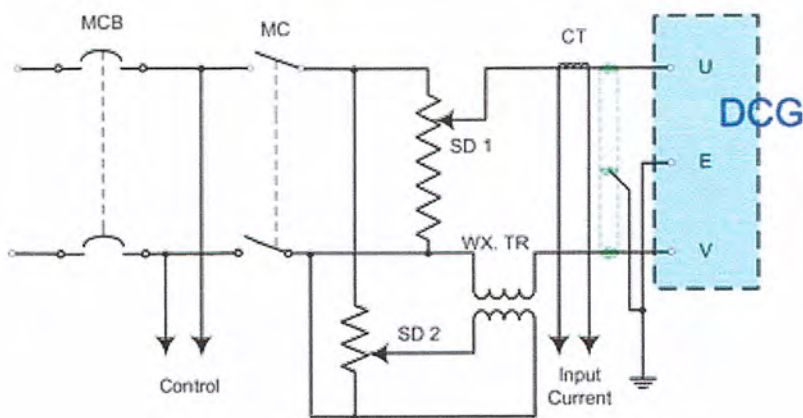 MCB
MC
CT
U
DCG
SD 1
E
WX. TR
V
SD 2
Control
Input
Current